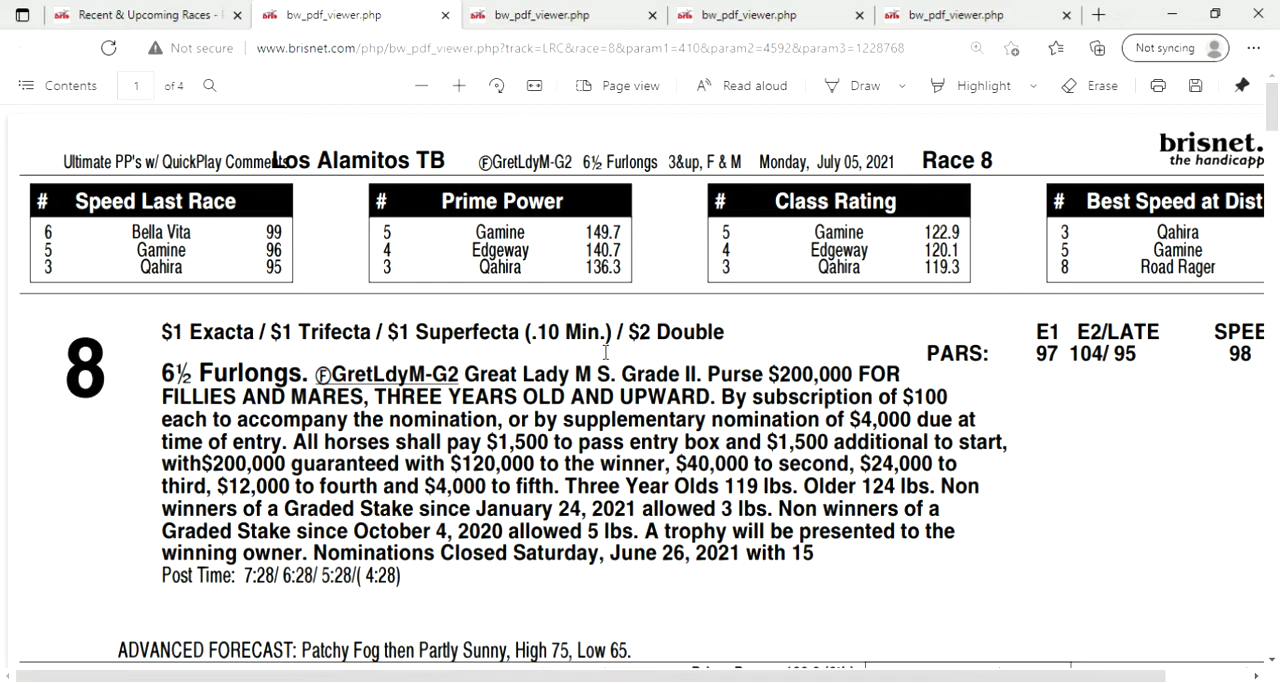 Recent & Upcoming Races -
bw_pdf_viewer.php
bw_pdf_viewer.php
bw_pdf_viewer.php
bw_pdf_viewer.php
Not secure www.brisnet.com/php/bw_pdf_viewer.php?track=LRC&race=8&param1=410&param2=4592&param3=1228768 Not syncing
Contents 1 of 4 Page view Read aloud Draw Highlight Erase
Ultimate PP's w/ QuickPlay Comments Los Alamitos TB ⒻGretLdyM-G2 6½ Furlongs 3&up, F & M Monday, July 05, 2021 Race 8
brisnet.
the handicapp
# Speed Last Race # Prime Power # Class Rating # Best Speed at Dist
6 Bella Vita 99 5 Gamine 149.7 5 Gamine 122.9 3 Qahira
5 Gamine 96 4 Edgeway 140.7 4 Edgeway 120.1 5 Gamine
3 Qahira 95 3 Qahira 136.3 3 Qahira 119.3 8 Road Rager
8
$1 Exacta / $1 Trifecta / $1 Superfecta (.10 Min.) / $2 Double
E1 E2/LATE SPEE
PARS: 97 104/ 95 98
6½ Furlongs. ⒻGretLdyM-G2 Great Lady M S. Grade II. Purse $200,000 FOR
FILLIES AND MARES, THREE YEARS OLD AND UPWARD. By subscription of $100
each to accompany the nomination, or by supplementary nomination of $4,000 due at
time of entry. All horses shall pay $1,500 to pass entry box and $1,500 additional to start,
with$200,000 guaranteed with $120,000 to the winner, $40,000 to second, $24,000 to
third, $12,000 to fourth and $4,000 to fifth. Three Year Olds 119 lbs. Older 124 lbs. Non
winners of a Graded Stake since January 24, 2021 allowed 3 lbs. Non winners of a
Graded Stake since October 4, 2020 allowed 5 lbs. A trophy will be presented to the
winning owner. Nominations Closed Saturday, June 26, 2021 with 15
Post Time: 7:28/ 6:28/ 5:28/( 4:28)
ADVANCED FORECAST: Patchy Fog then Partly Sunny, High 75, Low 65.